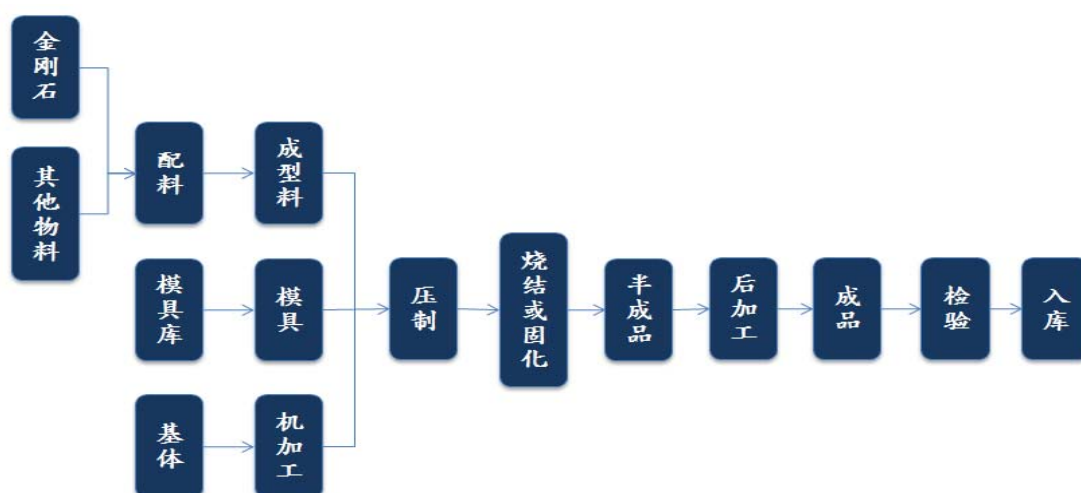 金刚石
其他物料
配料
成型料
模具库
模具
基体
机加工
压制
烧结或固化
半成品
后加工
成品
检验
入库